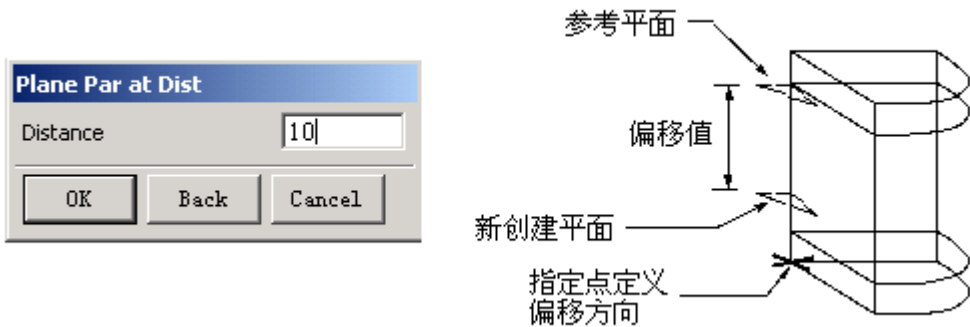 Plane Par at Dist
Distance
10
OK
Back
Cancel
参考平面
偏移值
新创建平面
指定点定义
偏移方向